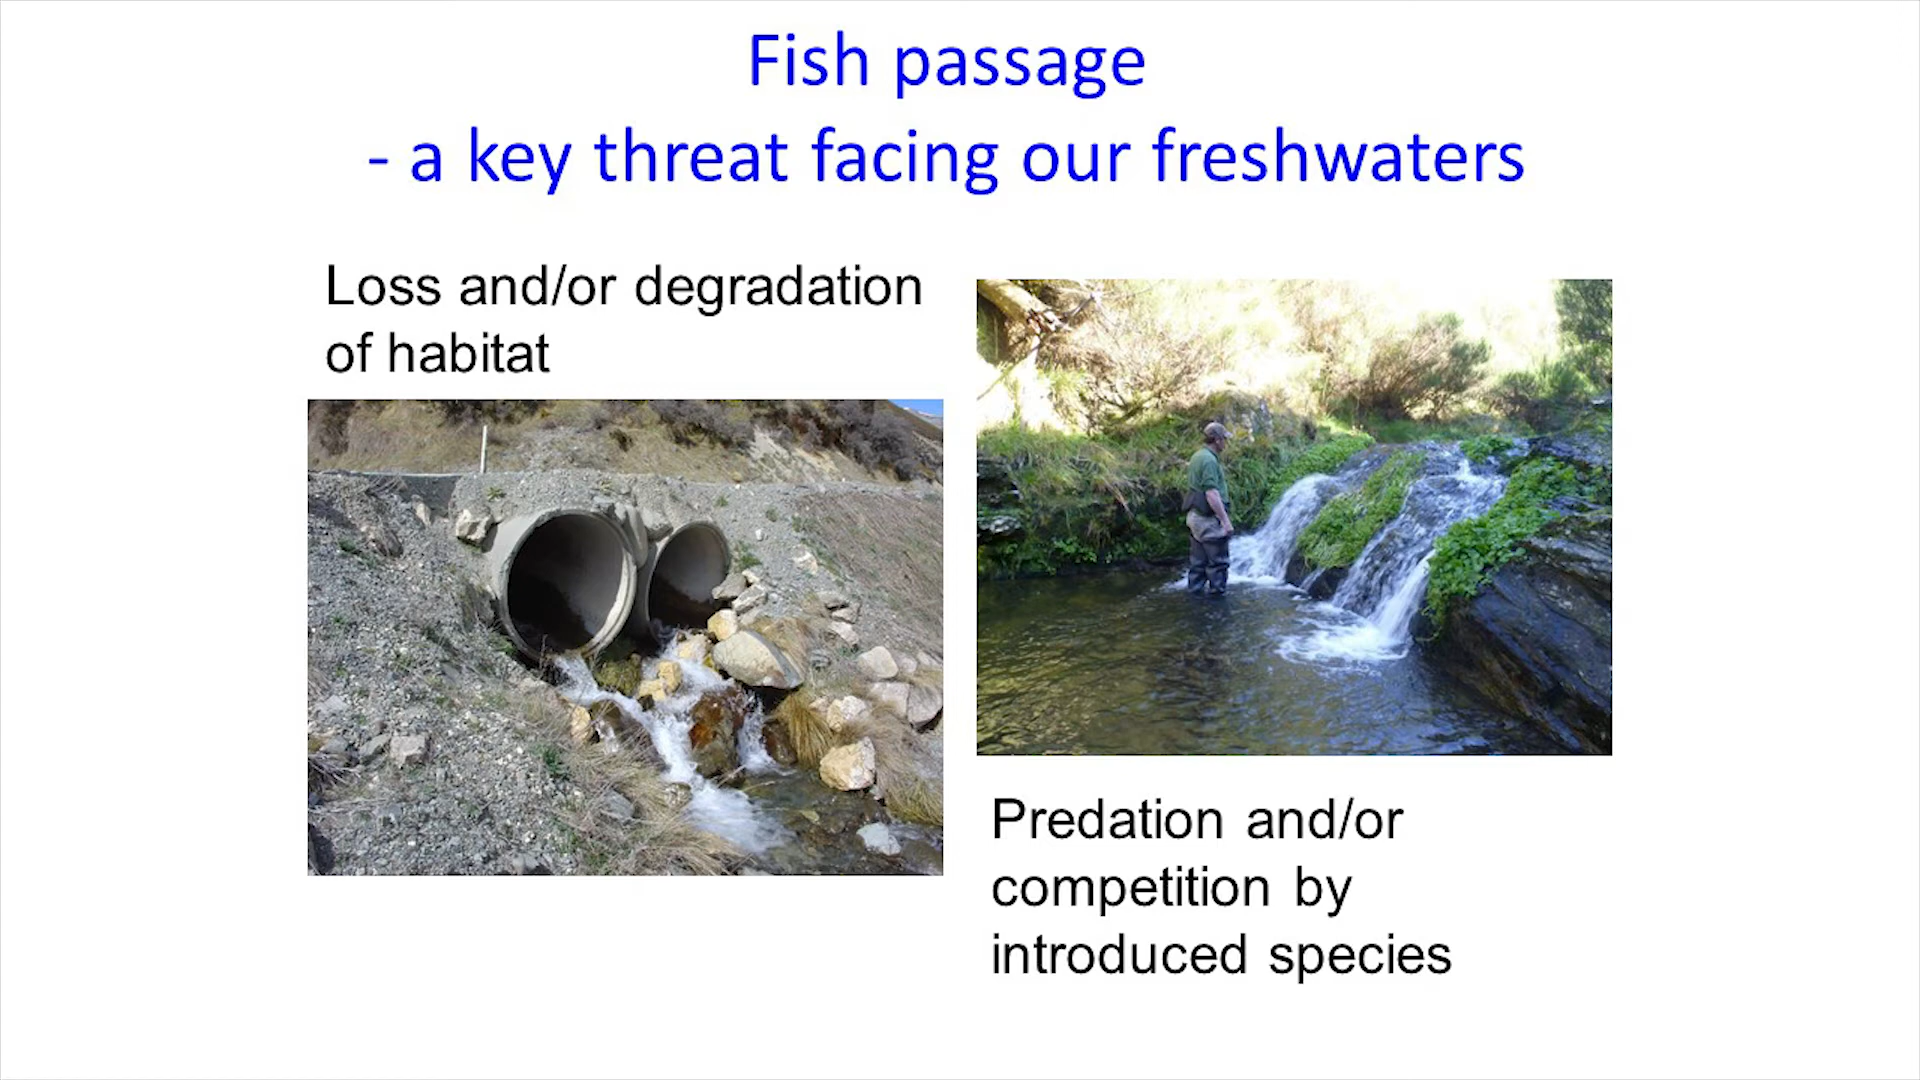 Fish passage
- a key threat facing our freshwaters
Loss and/or degradation
of habitat
Predation and/or
competition by
introduced species